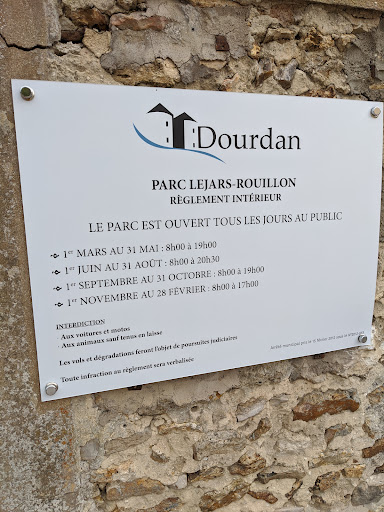 Dourdan
PARC LEJARS-ROUILLON
RÈGLEMENT INTÉRIEUR
LE PARC EST OUVERT TOUS LES JOURS AU PUBLIC
1er MARS AU 31 MAI : 8h00 à 19h00
1er JUIN AU 31 AOÛT : 8h00 à 20h30
1er SEPTEMBRE AU 31 OCTOBRE : 8h00 à 19h00
1er NOVEMBRE AU 28 FÉVRIER : 8h00 à 17h00
INTERDICTION
Aux voitures et motos
Aux animaux sauf tenus en laisse
Les vols et dégradations feront l'objet de poursuites judiciaires
Toute infraction au règlement sera verbalisée
Arrêté municipal